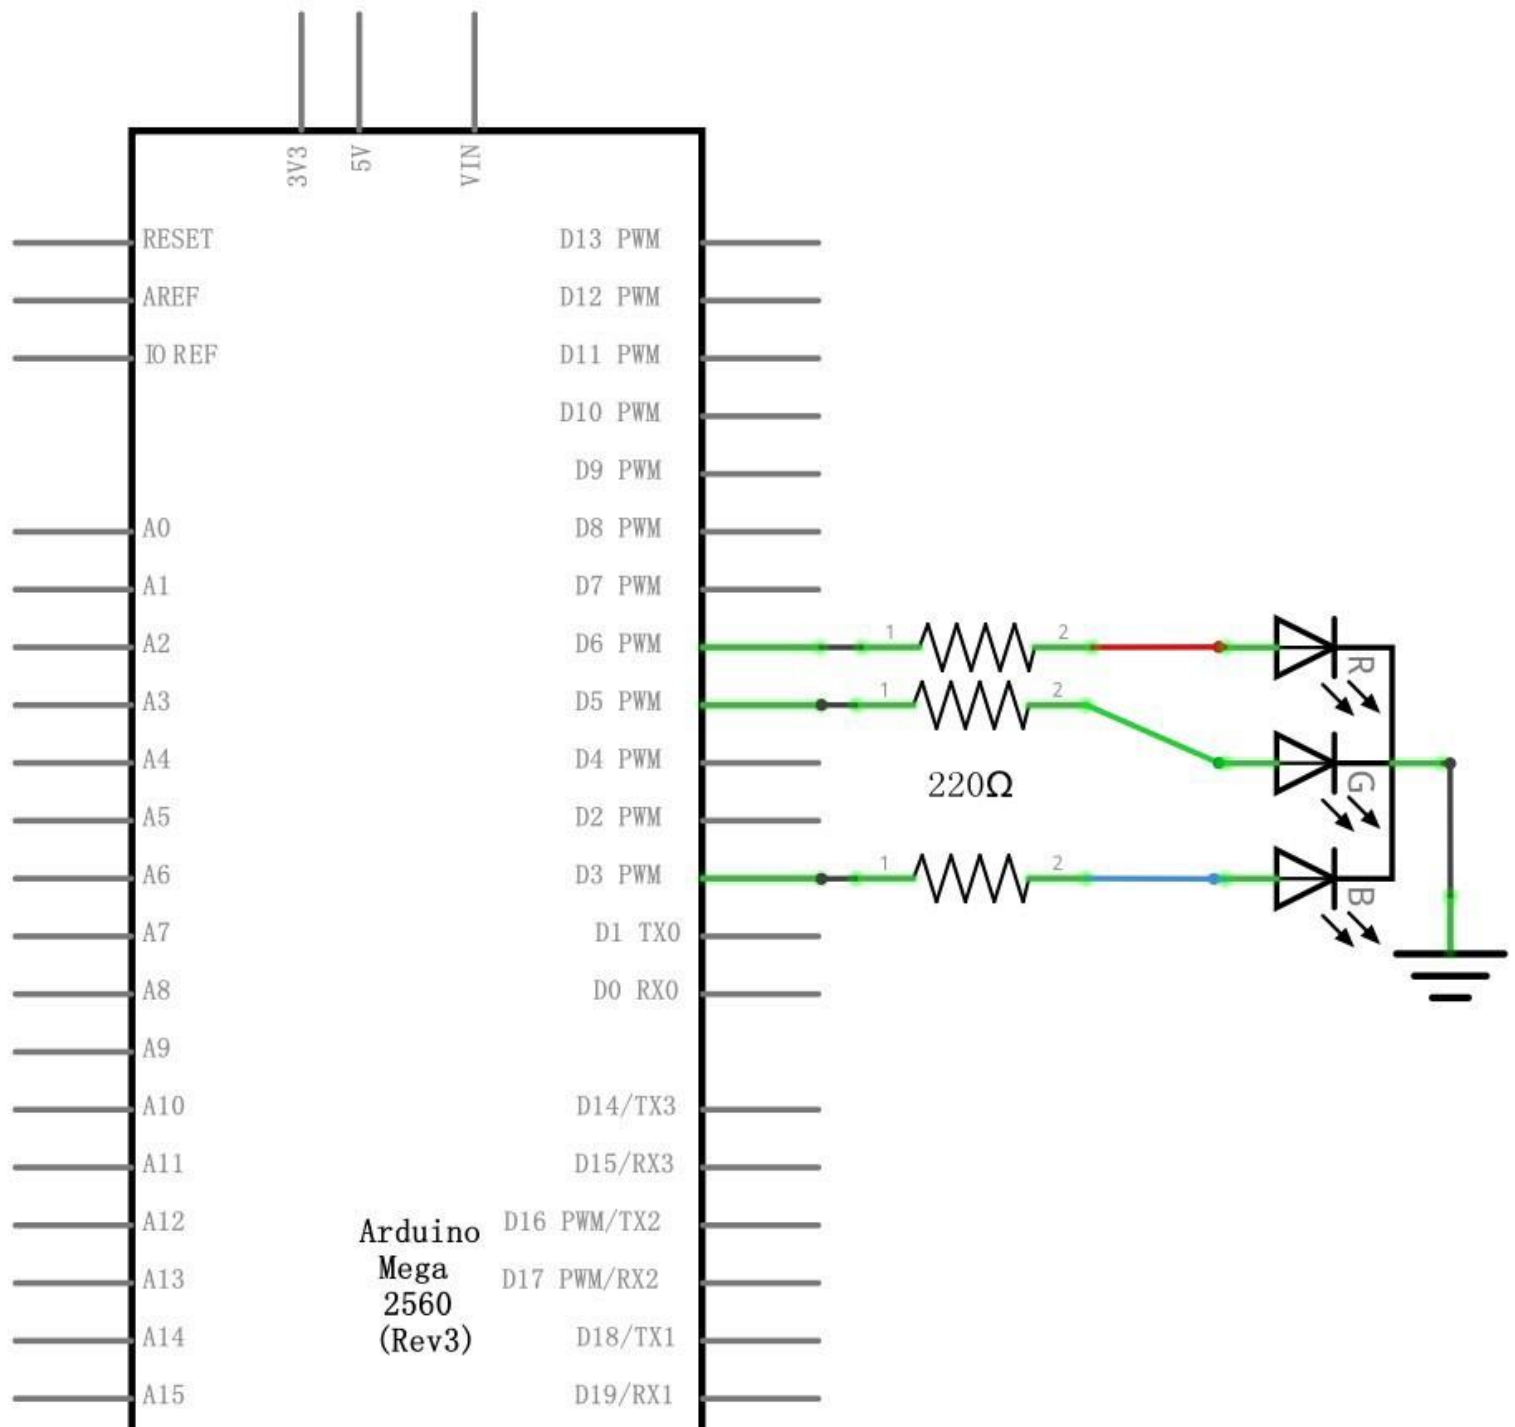 3V3
5V
VIN
RESET
AREF
IO REF
A0
A1
A2
A3
A4
A5
A6
A7
A8
A9
A10
A11
A12
A13
A14
A15
D13 PWM
D12 PWM
D11 PWM
D10 PWM
D9 PWM
D8 PWM
D7 PWM
D6 PWM
D5 PWM
D4 PWM
D2 PWM
D3 PWM
D1 TX0
D0 RX0
D14/TX3
D15/RX3
D16 PWM/TX2
D17 PWM/RX2
D18/TX1
D19/RX1
Arduino
Mega
2560
(Rev3)
1
2
1
2
220Ω
1
2
R
G
B